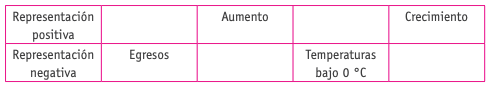 Representación
positiva
Aumento
Crecimiento
Representación
negativa
Egresos
Temperaturas
bajo 0 °C